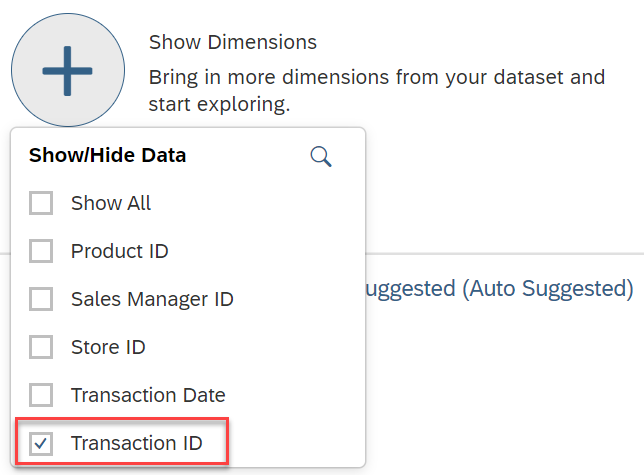 Show Dimensions
Bring in more dimensions from your dataset and
start exploring.
Show/Hide Data
Show All
Product ID
Sales Manager ID
uggested (Auto Suggested)
Store ID
Transaction Date
Transaction ID